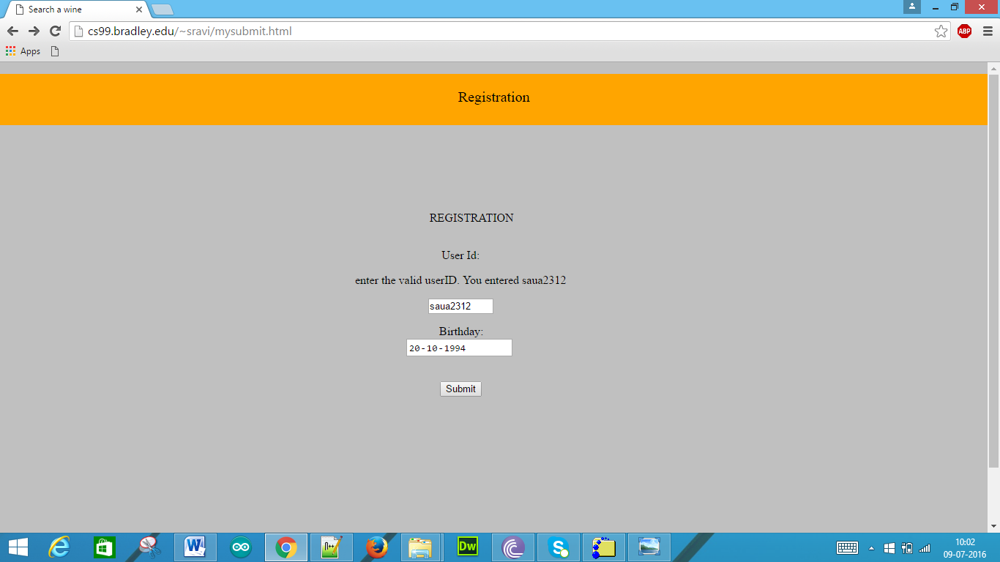 Search a wine
cs99.bradley.edu/~sravi/mysubmit.html
ABP
Apps
Registration
REGISTRATION
User Id:
enter the valid userID. You entered saua2312
saua2312
Birthday:
20-10-1994
Submit
W
N++
Dw
S
10:02
09-07-2016